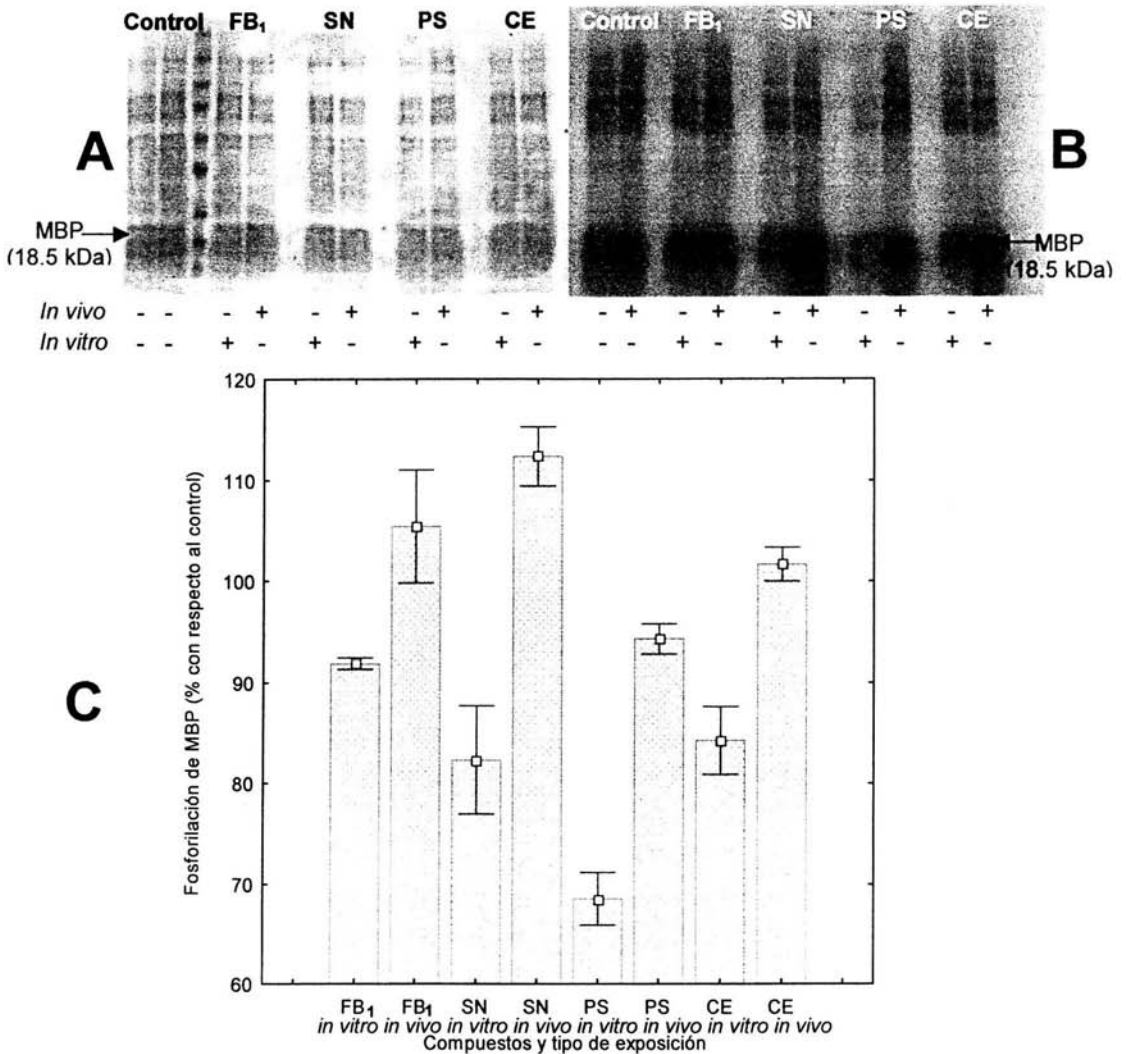 Control FB₁ SN PS CE
Control FB₁ SN PS CE
A
B
MBP
(18.5 kDa)
MBP
(18.5 kDa)
In vivo - - - + - + - + - + - + - + - + - + - +
In vitro - - + - + - + - + - - - + - + - + - + -
C
Fosforilación de MBP (% con respecto al control)
120
110
100
90
80
70
60
FB₁ FB₁ SN SN PS PS CE CE
in vitro in vivo in vitro in vivo in vitro in vivo in vitro in vivo
Compuestos y tipo de exposición